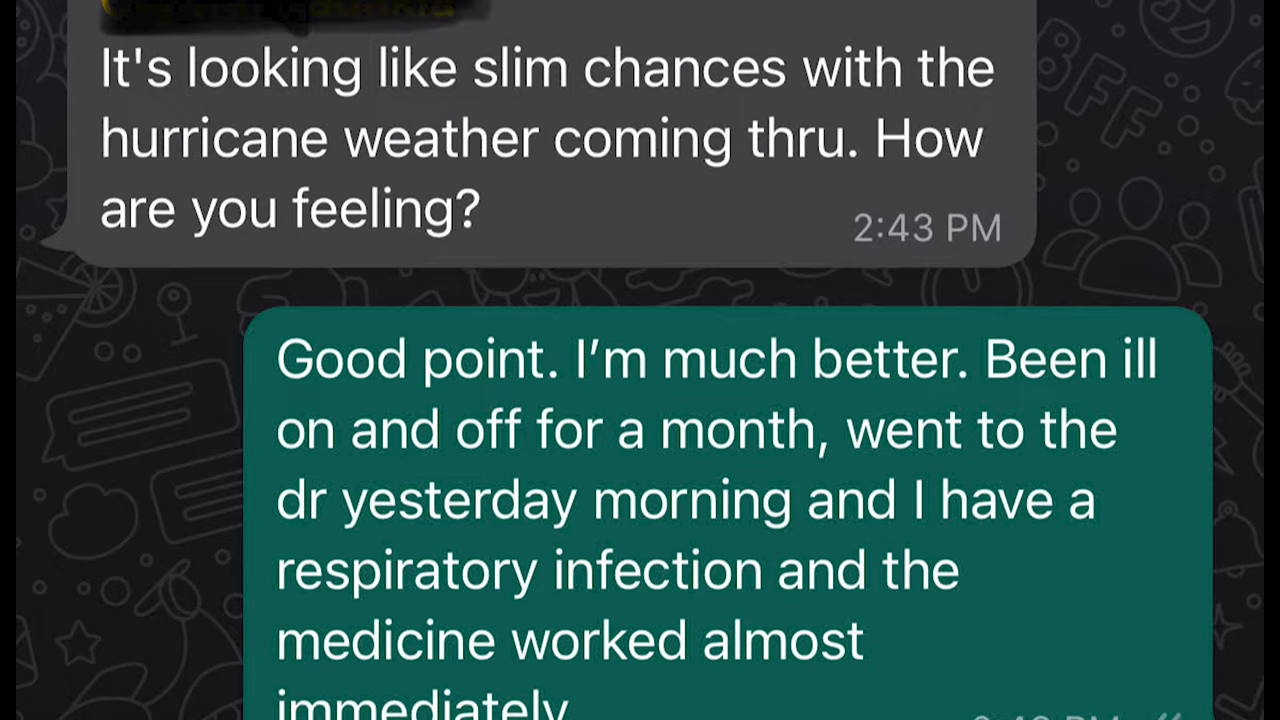 It's looking like slim chances with the
hurricane weather coming thru. How
are you feeling?
2:43 PM
BFF
Good point. I’m much better. Been ill
on and off for a month, went to the
dr yesterday morning and I have a
respiratory infection and the
medicine worked almost
immediately